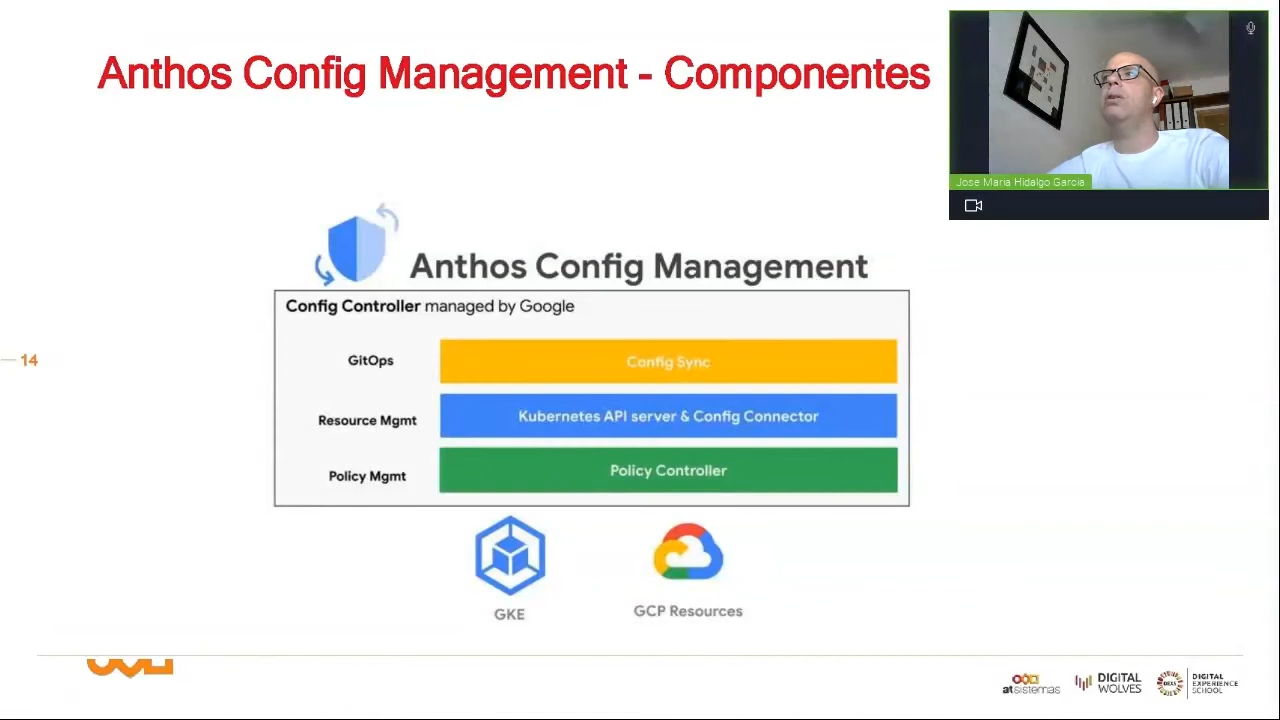 Anthos Config Management - Componentes
Jose Maria Hidalgo Garcia
Anthos Config Management
Config Controller managed by Google
GitOps
Config Sync
Resource Mgmt
Kubernetes API server & Config Connector
Policy Mgmt
Policy Controller
14
GKE
GCP Resources
atsistemas
DIGITAL
WOLVES
DEXS
DIGITAL
EXPERIENCE
SCHOOL